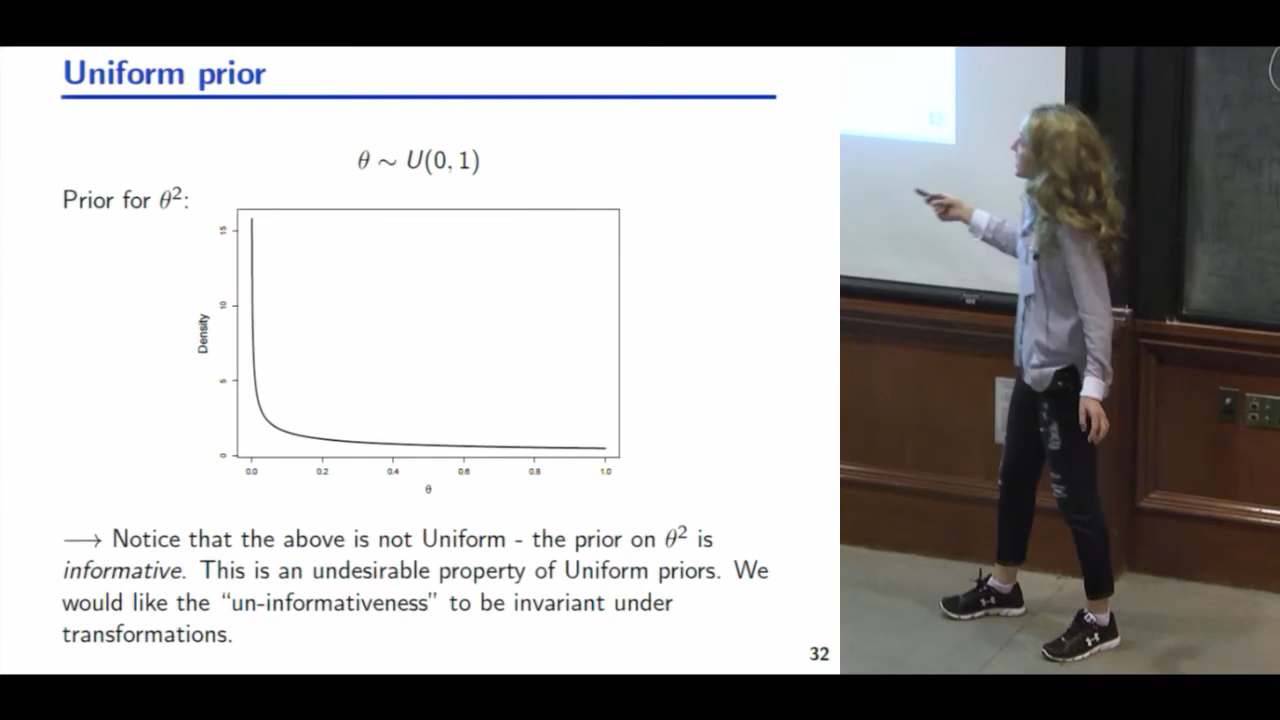 Uniform prior
θ ∼ U(0, 1)
Prior for θ²:
15
10
5
0
Density
0.0 0.2 0.4 0.6 0.8 1.0
θ
⟶ Notice that the above is not Uniform - the prior on θ² is
informative. This is an undesirable property of Uniform priors. We
would like the “un-informativeness” to be invariant under
transformations.
32